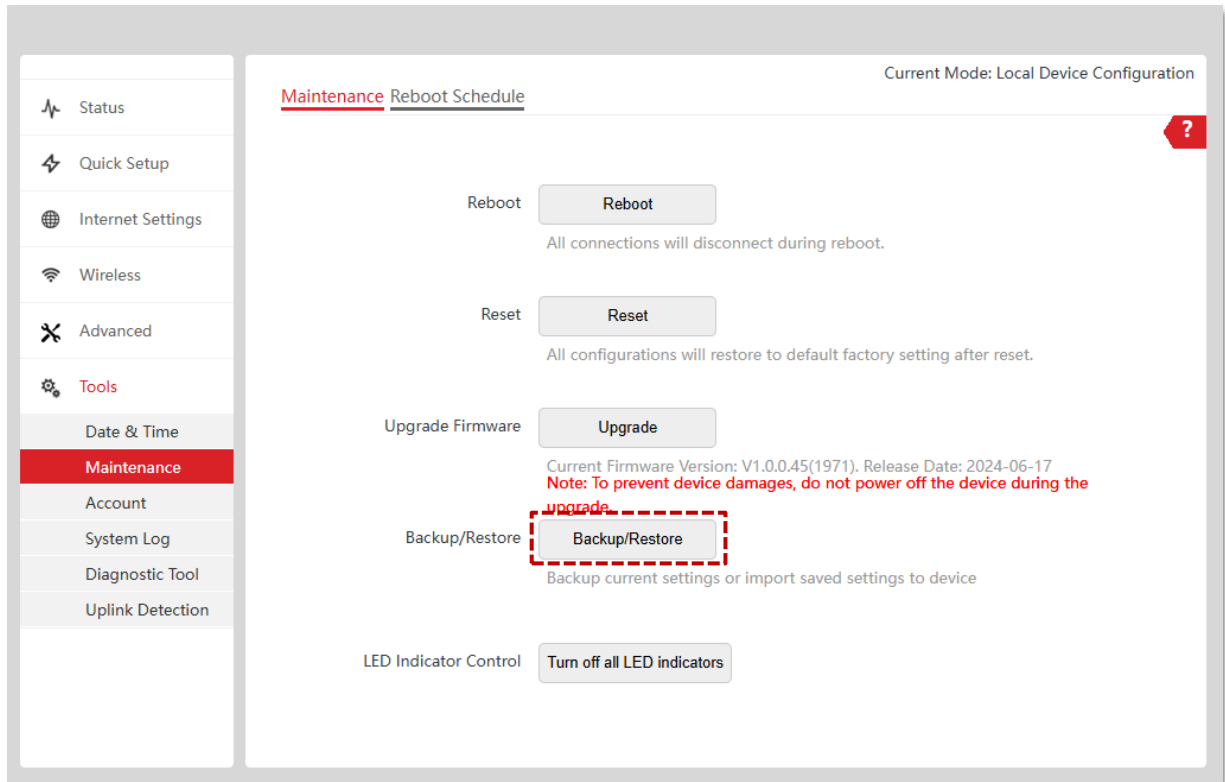 Current Mode: Local Device Configuration
Maintenance Reboot Schedule
?
Status
Quick Setup
Internet Settings
Wireless
Advanced
Tools
Date & Time
Maintenance
Account
System Log
Diagnostic Tool
Uplink Detection
Reboot Reboot
All connections will disconnect during reboot.
Reset Reset
All configurations will restore to default factory setting after reset.
Upgrade Firmware Upgrade
Current Firmware Version: V1.0.0.45(1971). Release Date: 2024-06-17
Note: To prevent device damages, do not power off the device during the
upgrade.
Backup/Restore Backup/Restore
Backup current settings or import saved settings to device
LED Indicator Control Turn off all LED indicators